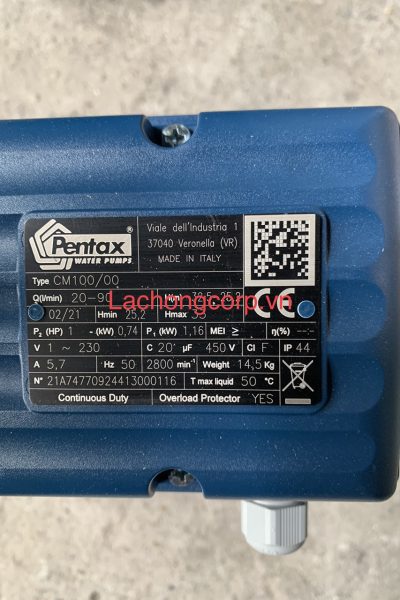 Pentax
WATER PUMPS
Viale dell'Industria 1
37040 Veronella (VR)
MADE IN ITALY
Type CM100/00
Q(l/min) 20-90
Lachongcorp.vn
CE
02/21 Hmin 25,2 Hmax
P₂ (HP) 1 - (kW) 0,74 P₁ (kW) 1,16 MEI ≥ η(%) --
V 1 ~ 230 C 20 µF 450 V Cl F IP 44
A 5,7 Hz 50 2800 min⁻¹ Weight 14,5 Kg
N° 21A74770924413000116 T max liquid 50 °C
Continuous Duty Overload Protector YES